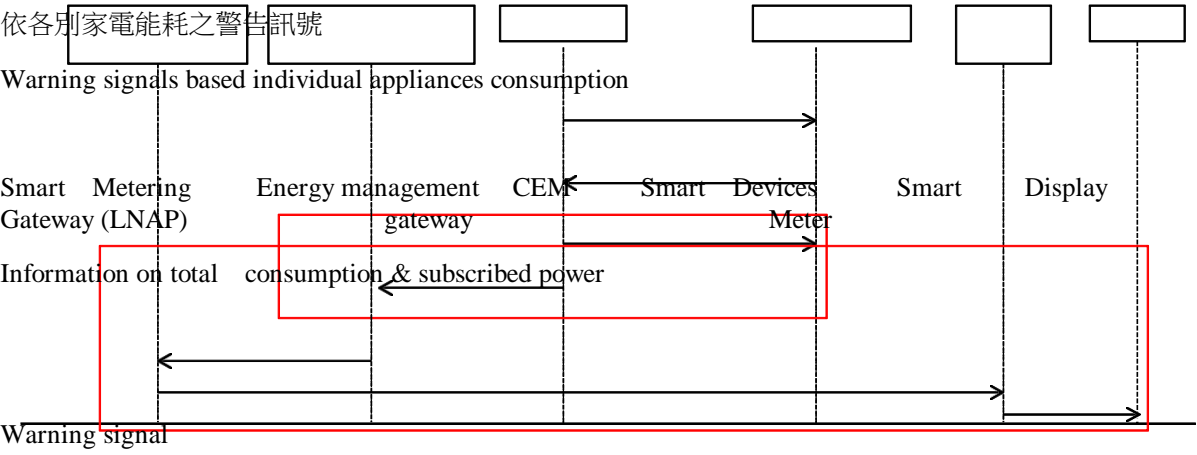 依各別家電能耗之警告訊號
Warning signals based individual appliances consumption
Smart Metering Energy management CEM Smart Devices Smart Display
Gateway (LNAP) gateway Meter
Information on total consumption & subscribed power
Warning signal